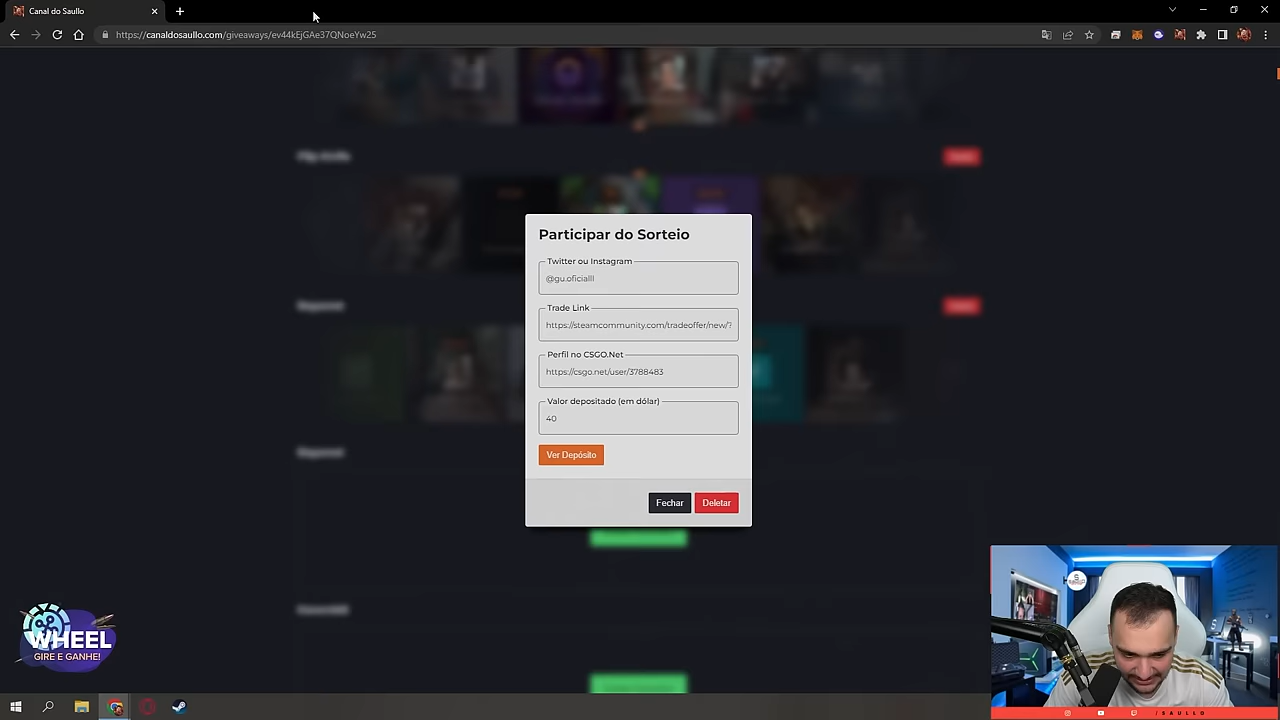 Canal do Saullo
https://canaldosaullo.com/giveaways/ev44kEjGAe37QNoeYw25
Participar do Sorteio
Twitter ou Instagram
@gu.oficialll
Trade Link
https://steamcommunity.com/tradeoffer/new/?
Perfil no CSGO.Net
https://csgo.net/user/3788483
Valor depositado (em dólar)
40
Ver Depósito
Fechar
Deletar
WHEEL
GIRE E GANHE!
/SAULLO